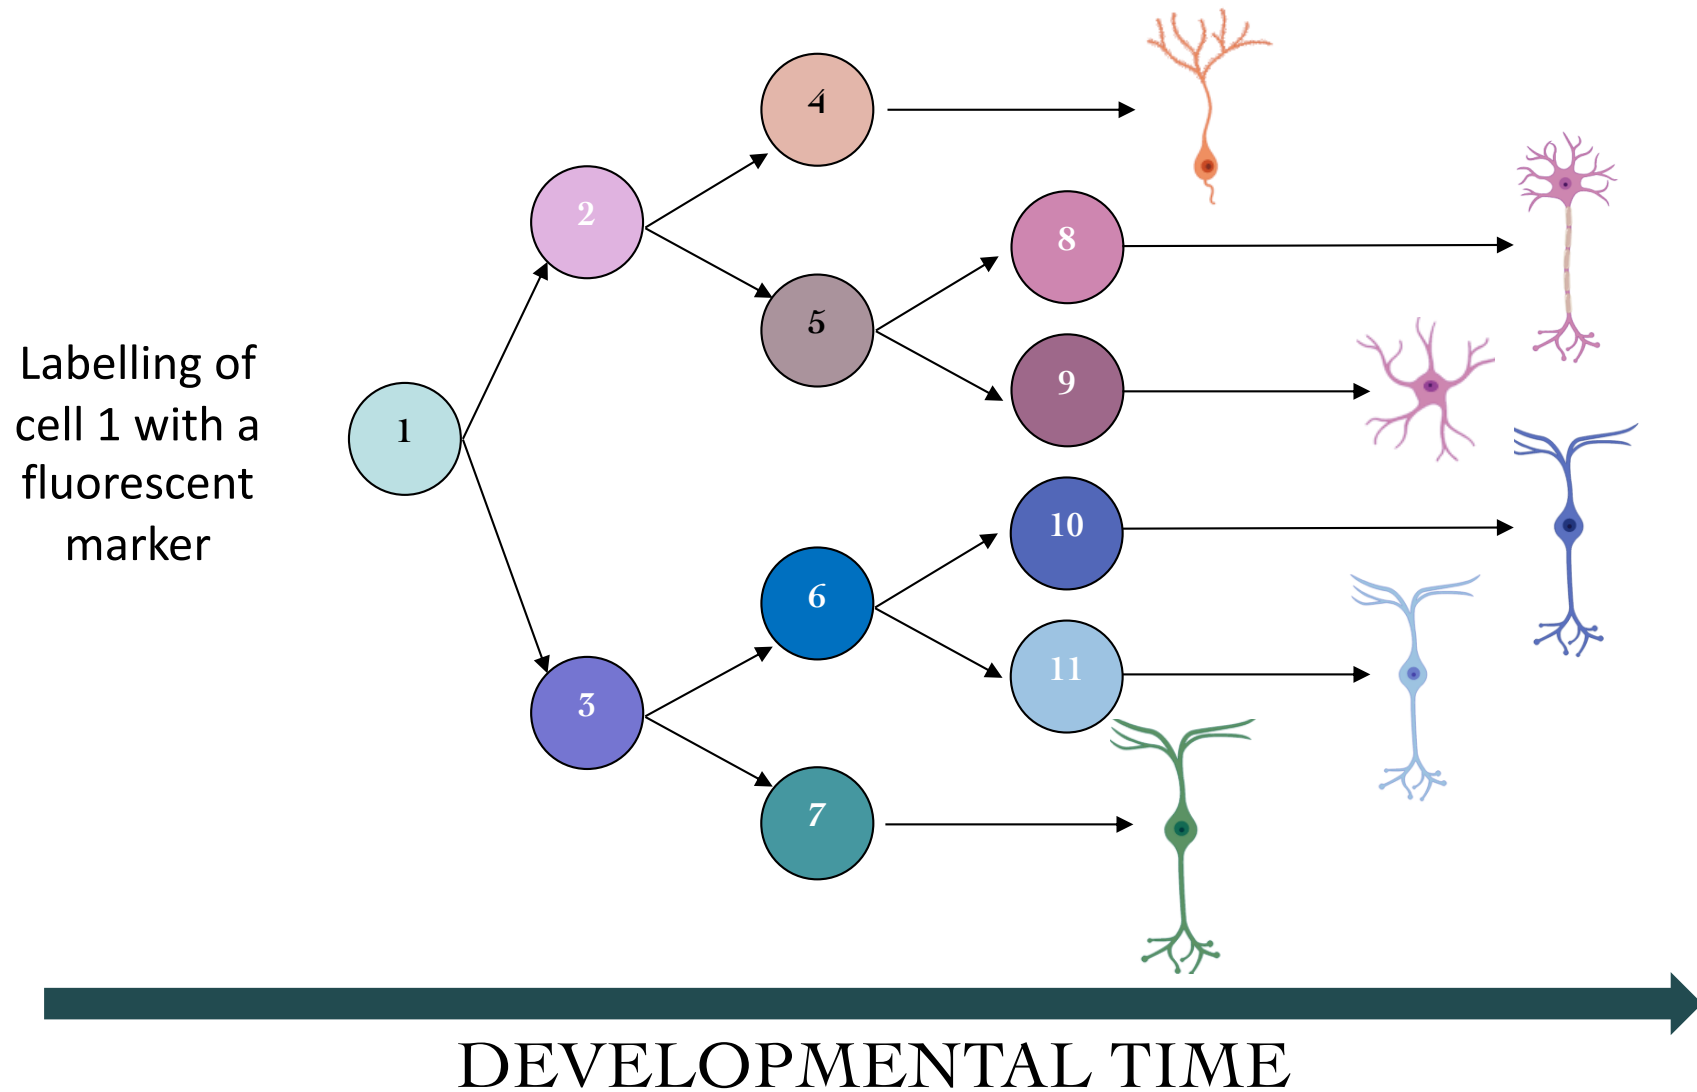 Labelling of
cell 1 with a
fluorescent
marker
1
2
3
4
5
6
7
8
9
10
11
DEVELOPMENTAL TIME